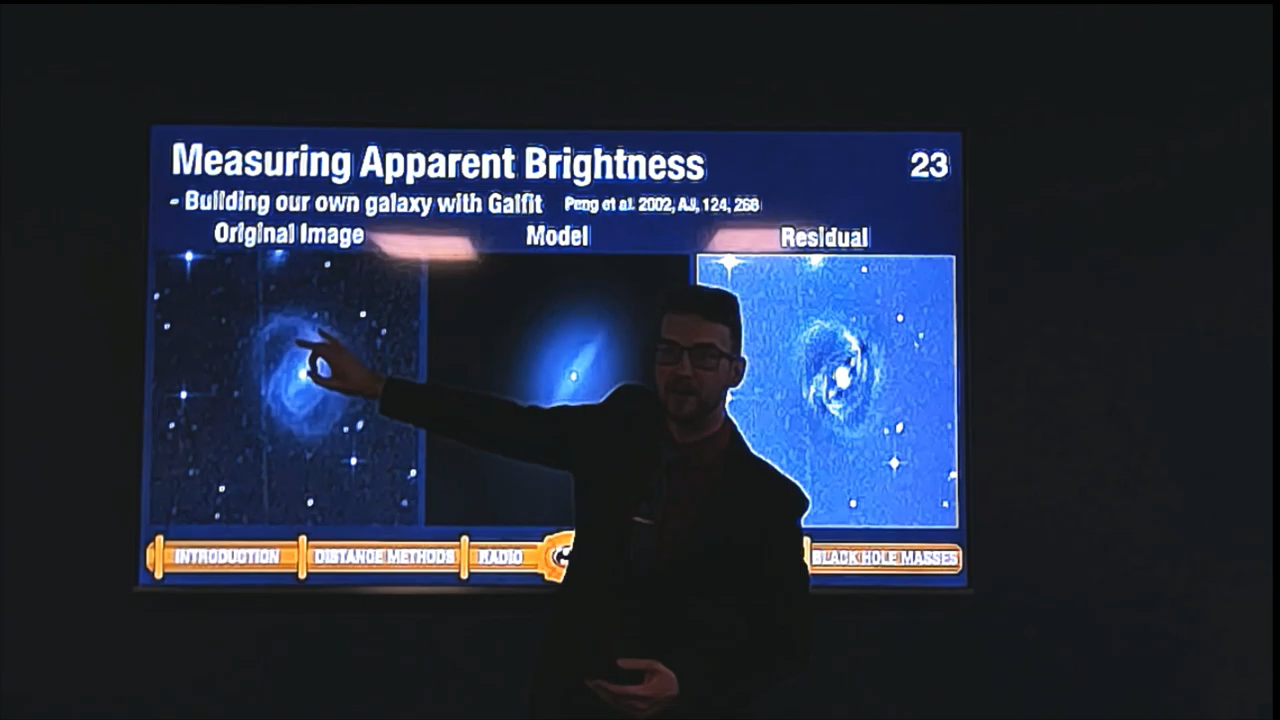 Measuring Apparent Brightness 23
- Building our own galaxy with Galfit Peng et al. 2002, AJ, 124, 266
Original Image Model Residual
INTRODUCTION DISTANCE METHODS RADIO BLACK HOLE MASSES